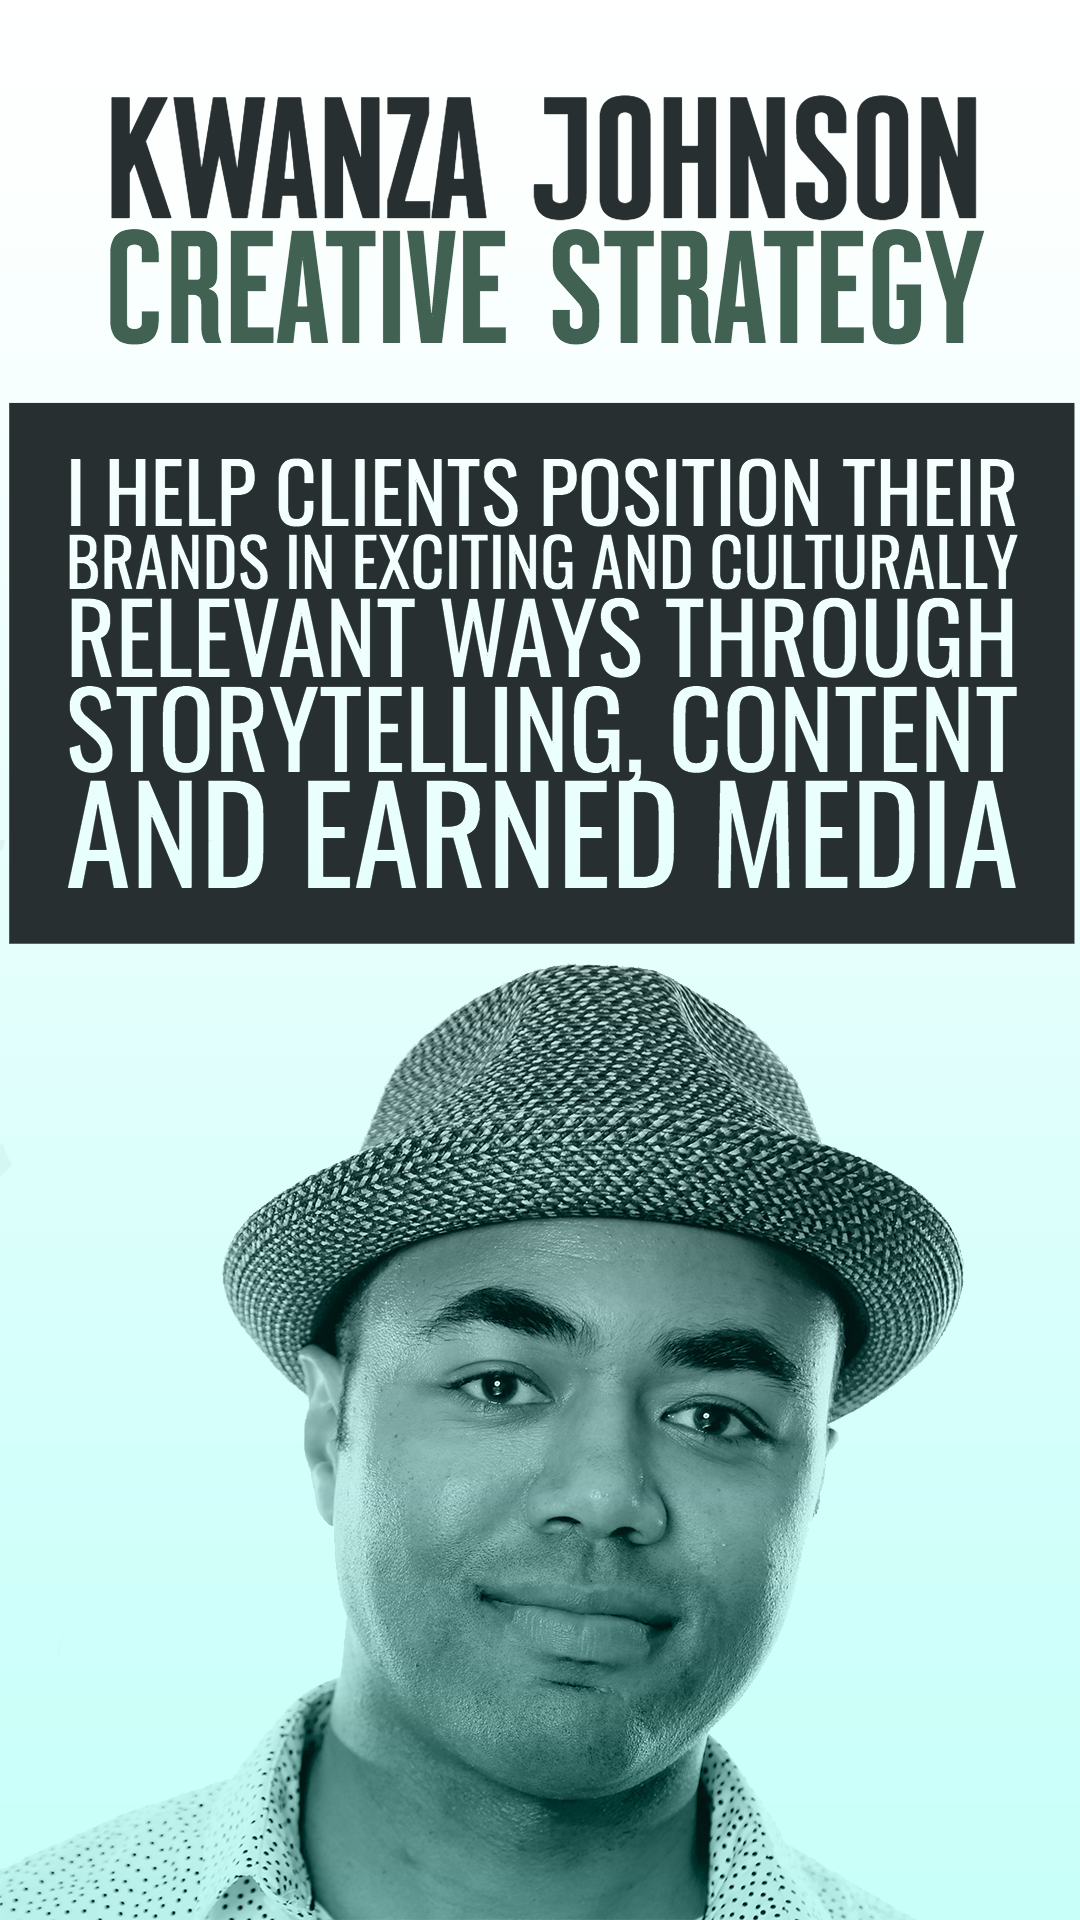 KWANZA JOHNSON
CREATIVE STRATEGY
I HELP CLIENTS POSITION THEIR
BRANDS IN EXCITING AND CULTURALLY
RELEVANT WAYS THROUGH
STORYTELLING, CONTENT
AND EARNED MEDIA